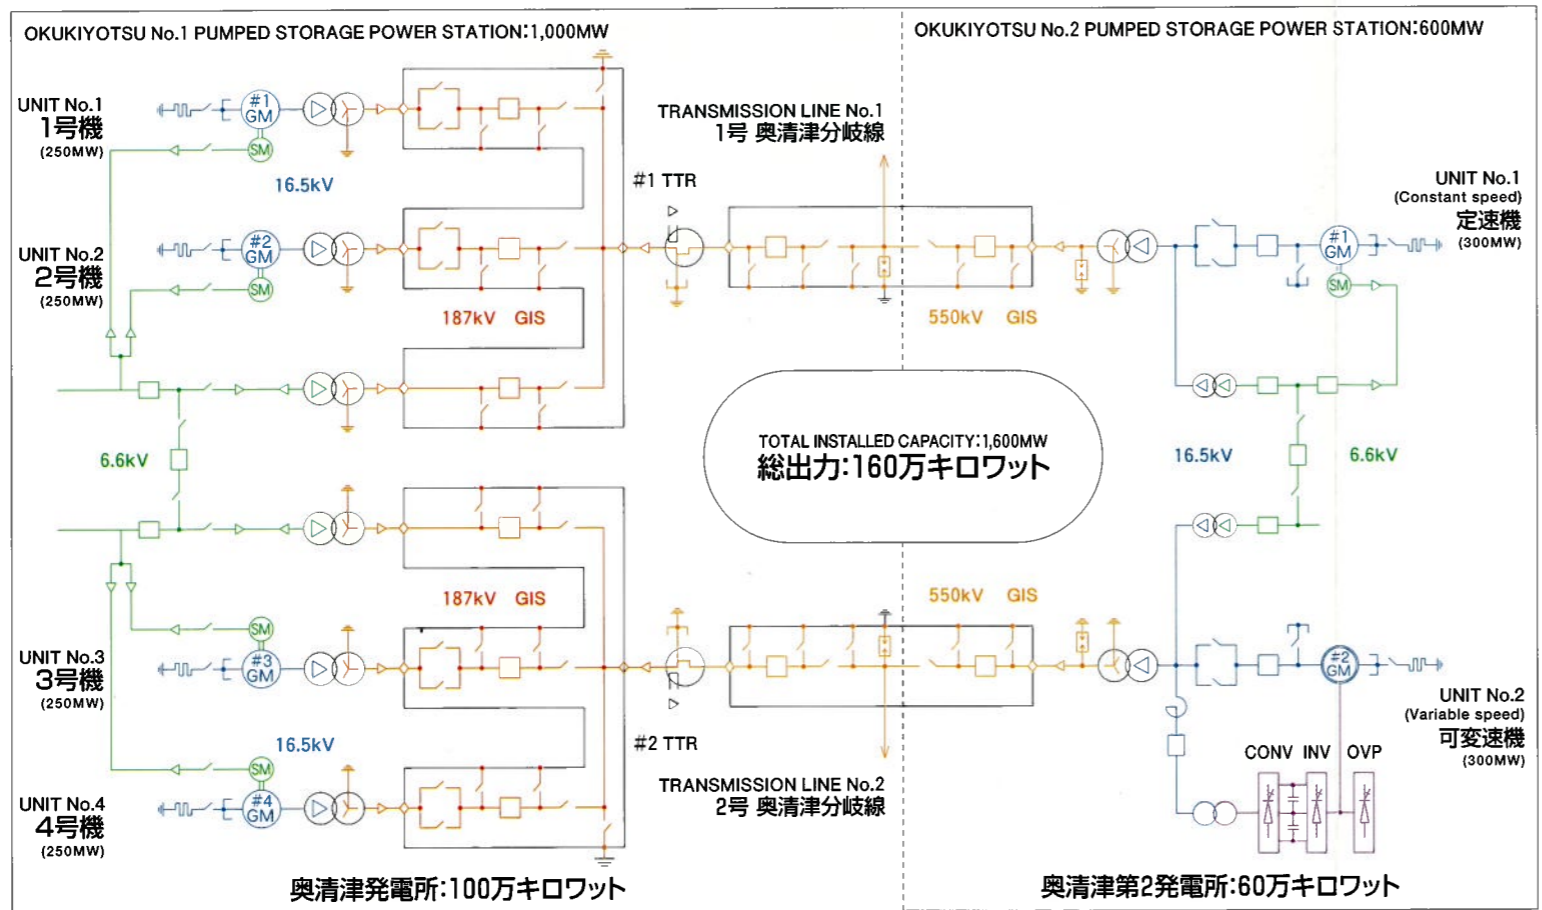 OKUKIYOTSU No.1 PUMPED STORAGE POWER STATION:1,000MW
OKUKIYOTSU No.2 PUMPED STORAGE POWER STATION:600MW
UNIT No.1
1号機
(250MW)
#1
GM
SM
16.5kV
UNIT No.2
2号機
(250MW)
#2
GM
SM
187kV GIS
6.6kV
#1 TTR
TRANSMISSION LINE No.1
1号 奥清津分岐線
550kV GIS
UNIT No.1
(Constant speed)
定速機
(300MW)
#1
GM
SM
TOTAL INSTALLED CAPACITY:1,600MW
総出力:160万キロワット
16.5kV
6.6kV
187kV GIS
UNIT No.3
3号機
(250MW)
SM
#3
GM
16.5kV
UNIT No.4
4号機
(250MW)
SM
#4
GM
#2 TTR
TRANSMISSION LINE No.2
2号 奥清津分岐線
550kV GIS
#2
GM
UNIT No.2
(Variable speed)
可変速機
(300MW)
CONV INV OVP
奥清津発電所:100万キロワット
奥清津第2発電所:60万キロワット